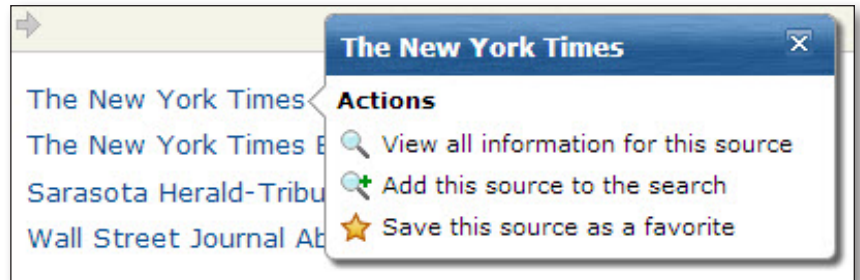 The New York Times
The New York Times
Actions
The New York Times
View all information for this source
Add this source to the search
Sarasota Herald-Tribu
Save this source as a favorite
Wall Street Journal